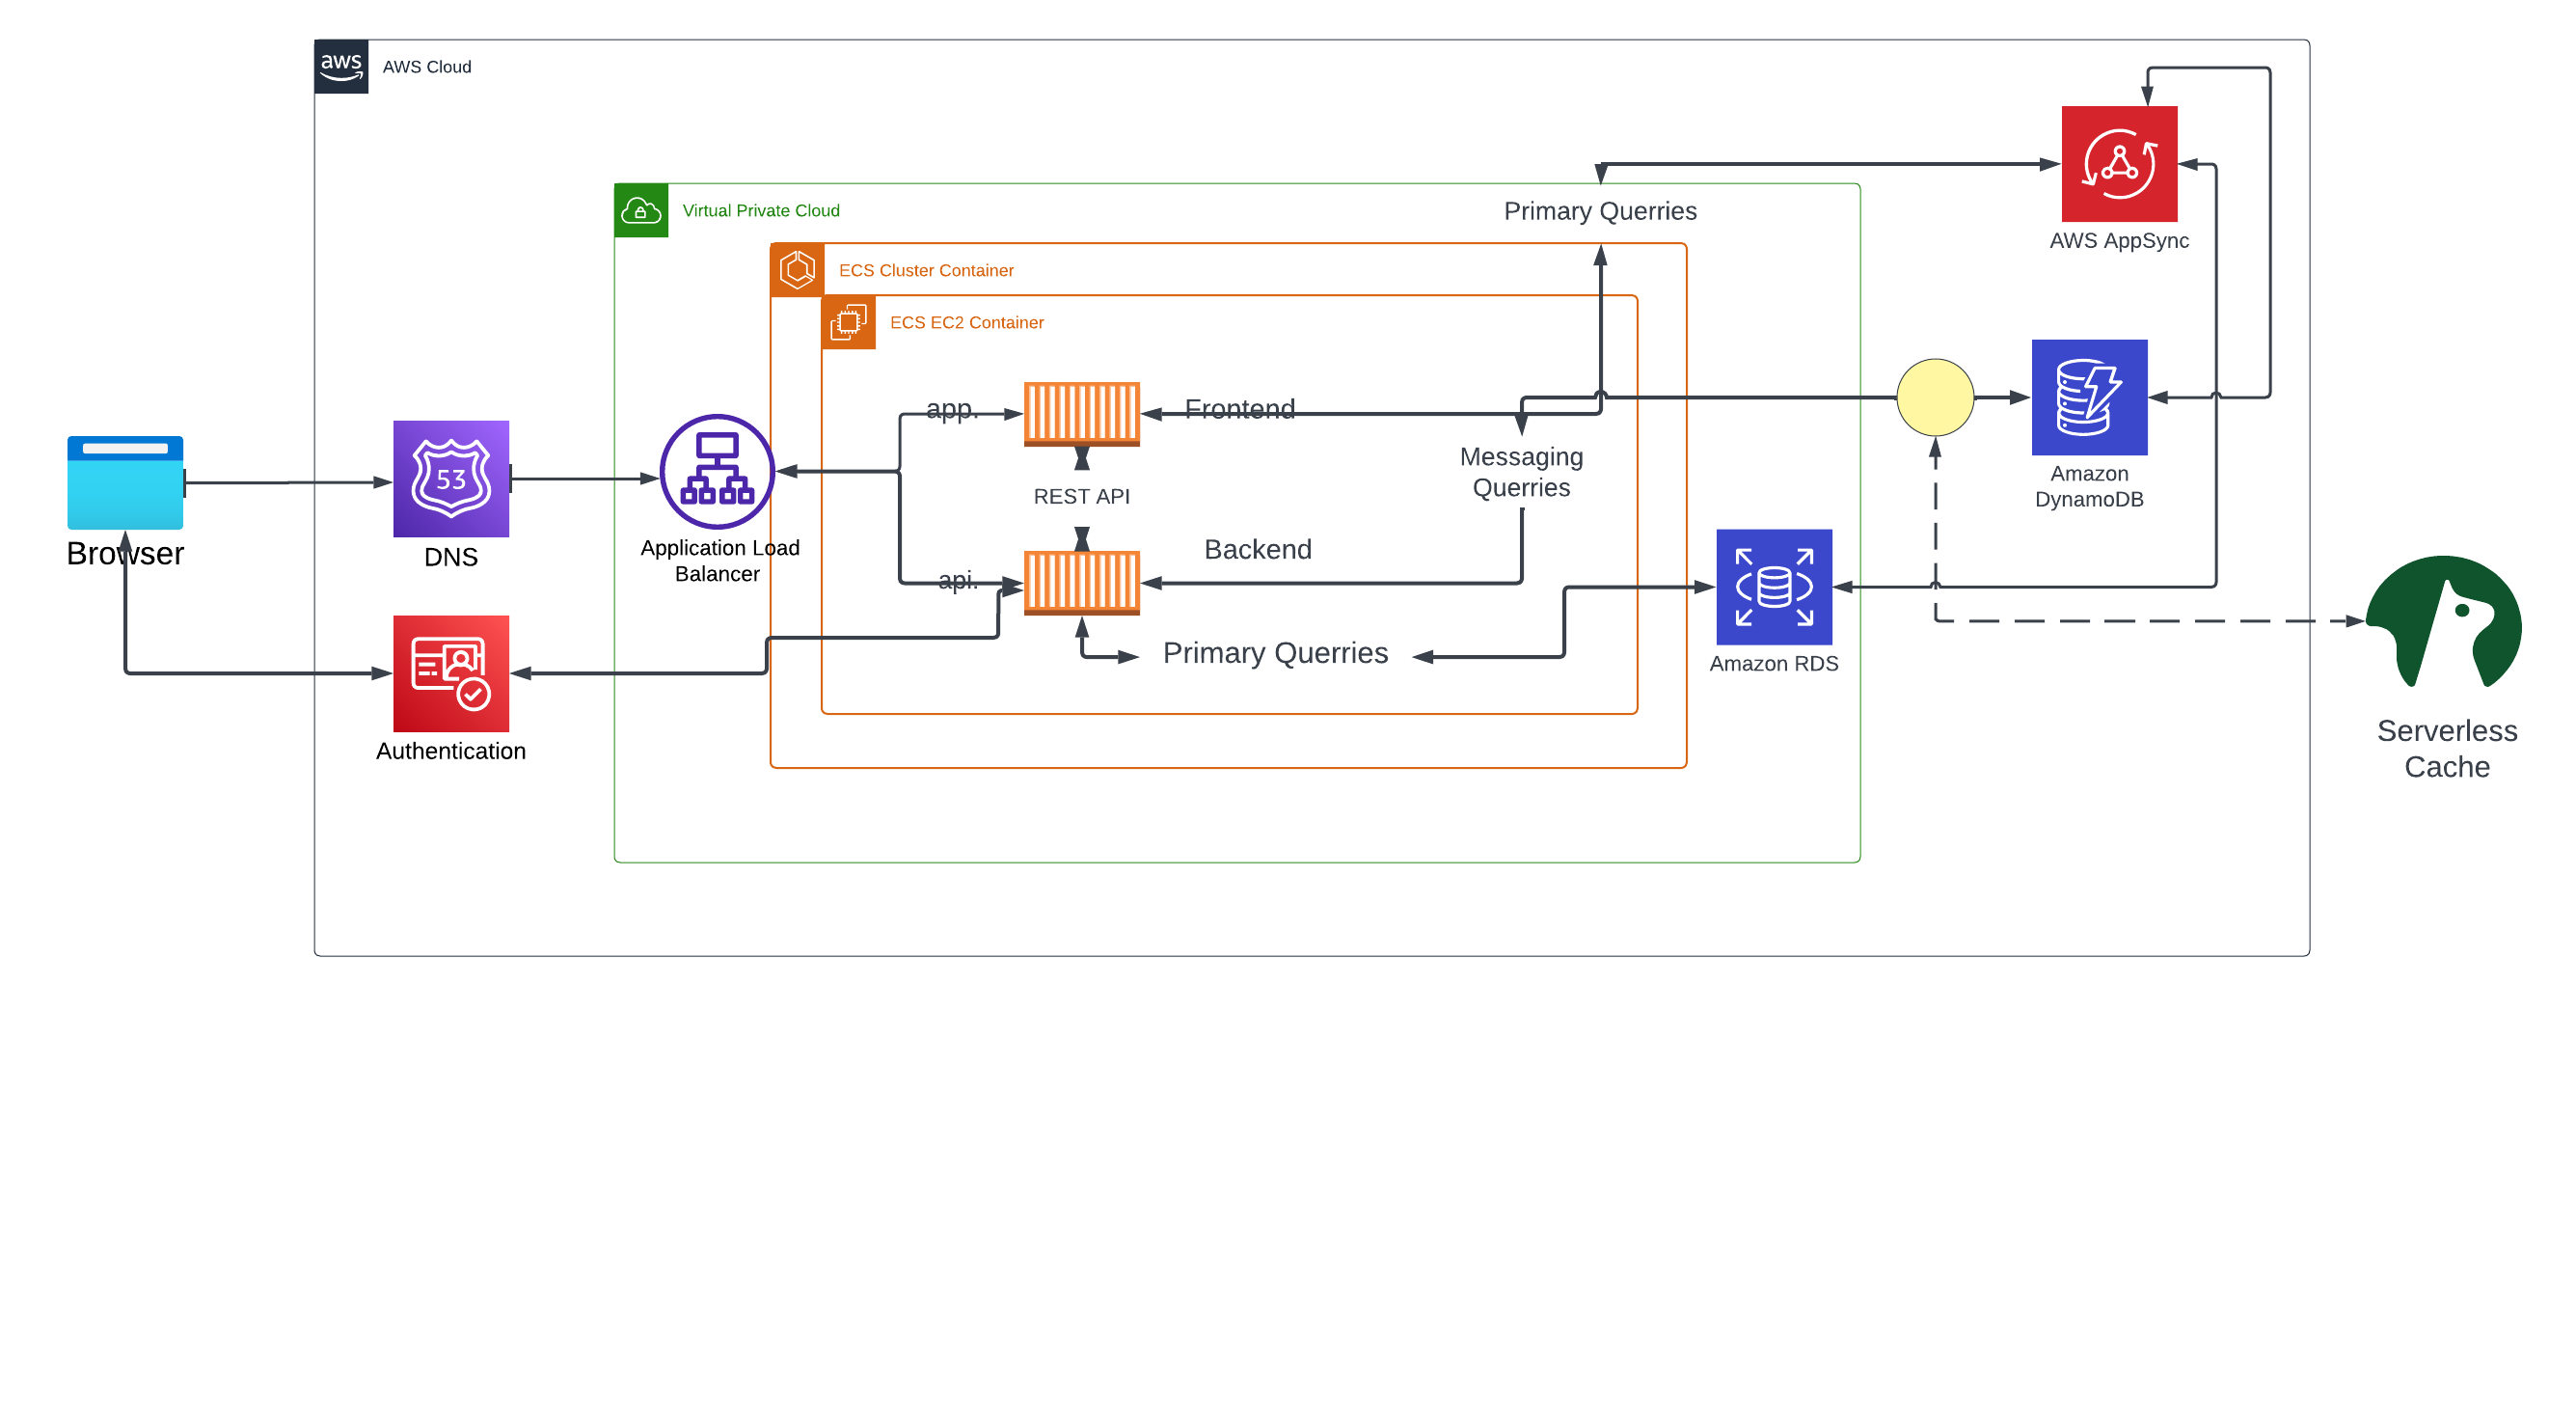 aws
AWS Cloud
Virtual Private Cloud
Primary Querries
AWS AppSync
ECS Cluster Container
ECS EC2 Container
app.
Frontend
Messaging
Querries
Amazon
DynamoDB
53
REST API
Browser
DNS
Application Load
Balancer
Backend
api.
Primary Querries
Amazon RDS
Authentication
Serverless
Cache